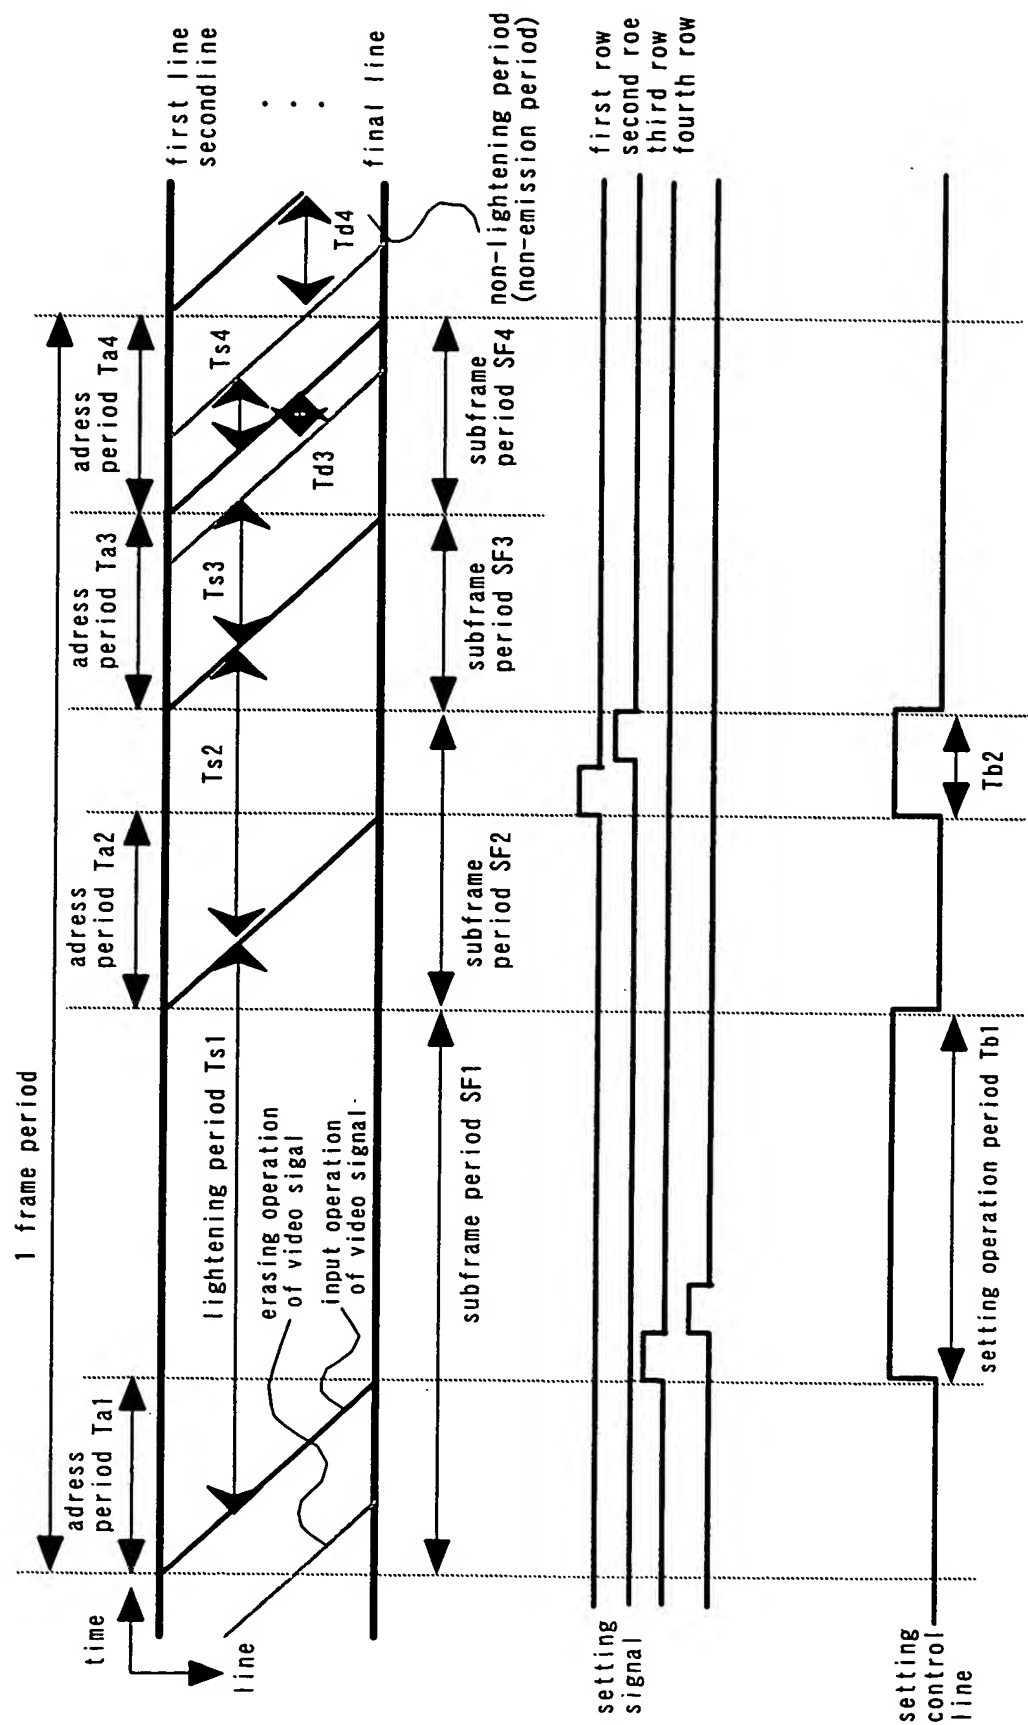 1 frame period
adress
period Ta1
adress
period Ta2
adress
period Ta3
adress
period Ta4
time
line
first line
secondline
final line
lightening period Ts1
Ts2
Ts3
Ts4
Td3
Td4
erasing operation
of video sigal
input operation
of video signal
non-lightening period
(non-emission period)
subframe period SF1
subframe
period SF2
subframe
period SF3
subframe
period SF4
setting
signal
first row
second roe
third row
fourth row
setting
control
line
setting operation period Tb1
Tb2